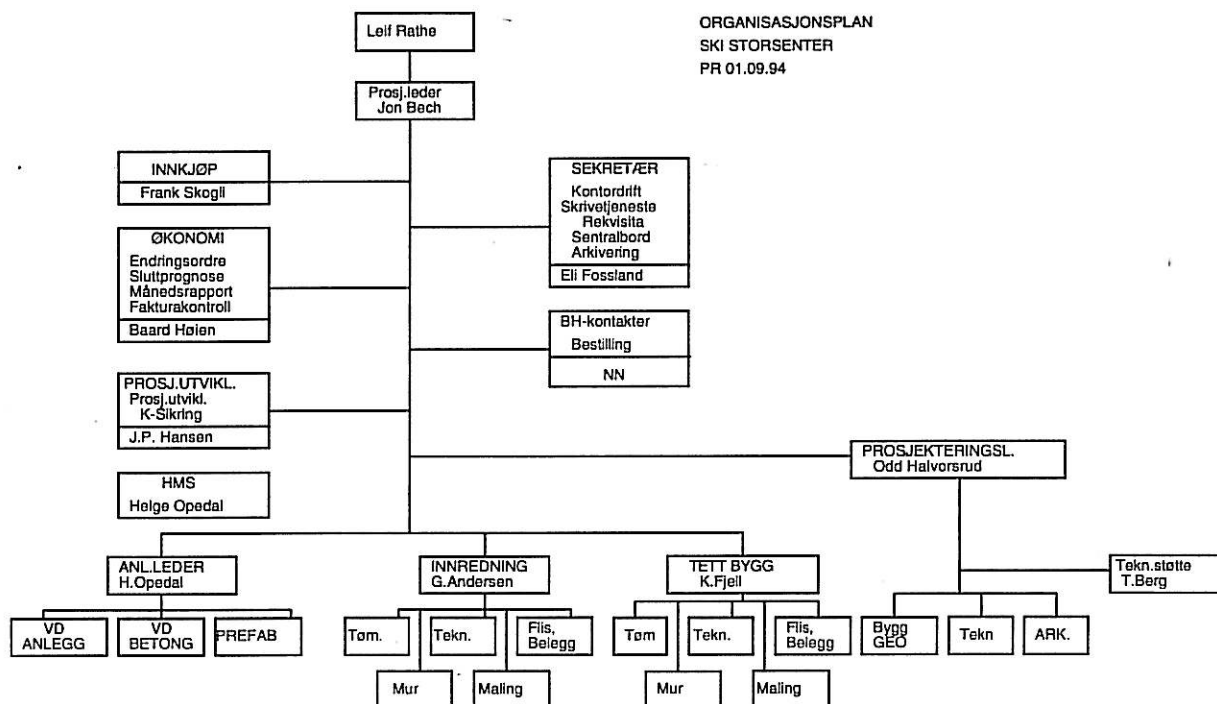 Leif Rathe
ORGANISASJONSPLAN
SKI STORSENTER
PR 01.09.94
Prosj.leder
Jon Bech
INNKJØP
Frank Skogli
SEKRETÆR
Kontordrift
Skrivetjeneste
Rekvisita
Sentralbord
Arkivering
Eli Fossland
ØKONOMI
Endringsordre
Sluttprognose
Månedsrapport
Fakturakontroll
Baard Høien
BH-kontakter
Bestilling
NN
PROSJ.UTVIKL.
Prosj.utvikl.
K-Sikring
J.P. Hansen
PROSJEKTERINGSL.
Odd Halvorsrud
HMS
Helge Opedal
ANL.LEDER
H.Opedal
INNREDNING
G.Andersen
TETT BYGG
K.Fjell
Tekn.støtte
T.Berg
VD
ANLEGG
VD
BETONG
PREFAB
Tøm.
Tekn.
Flis,
Belegg
Mur
Maling
Tøm
Tekn.
Flis,
Belegg
Mur
Maling
Bygg
GEO
Tekn
ARK.